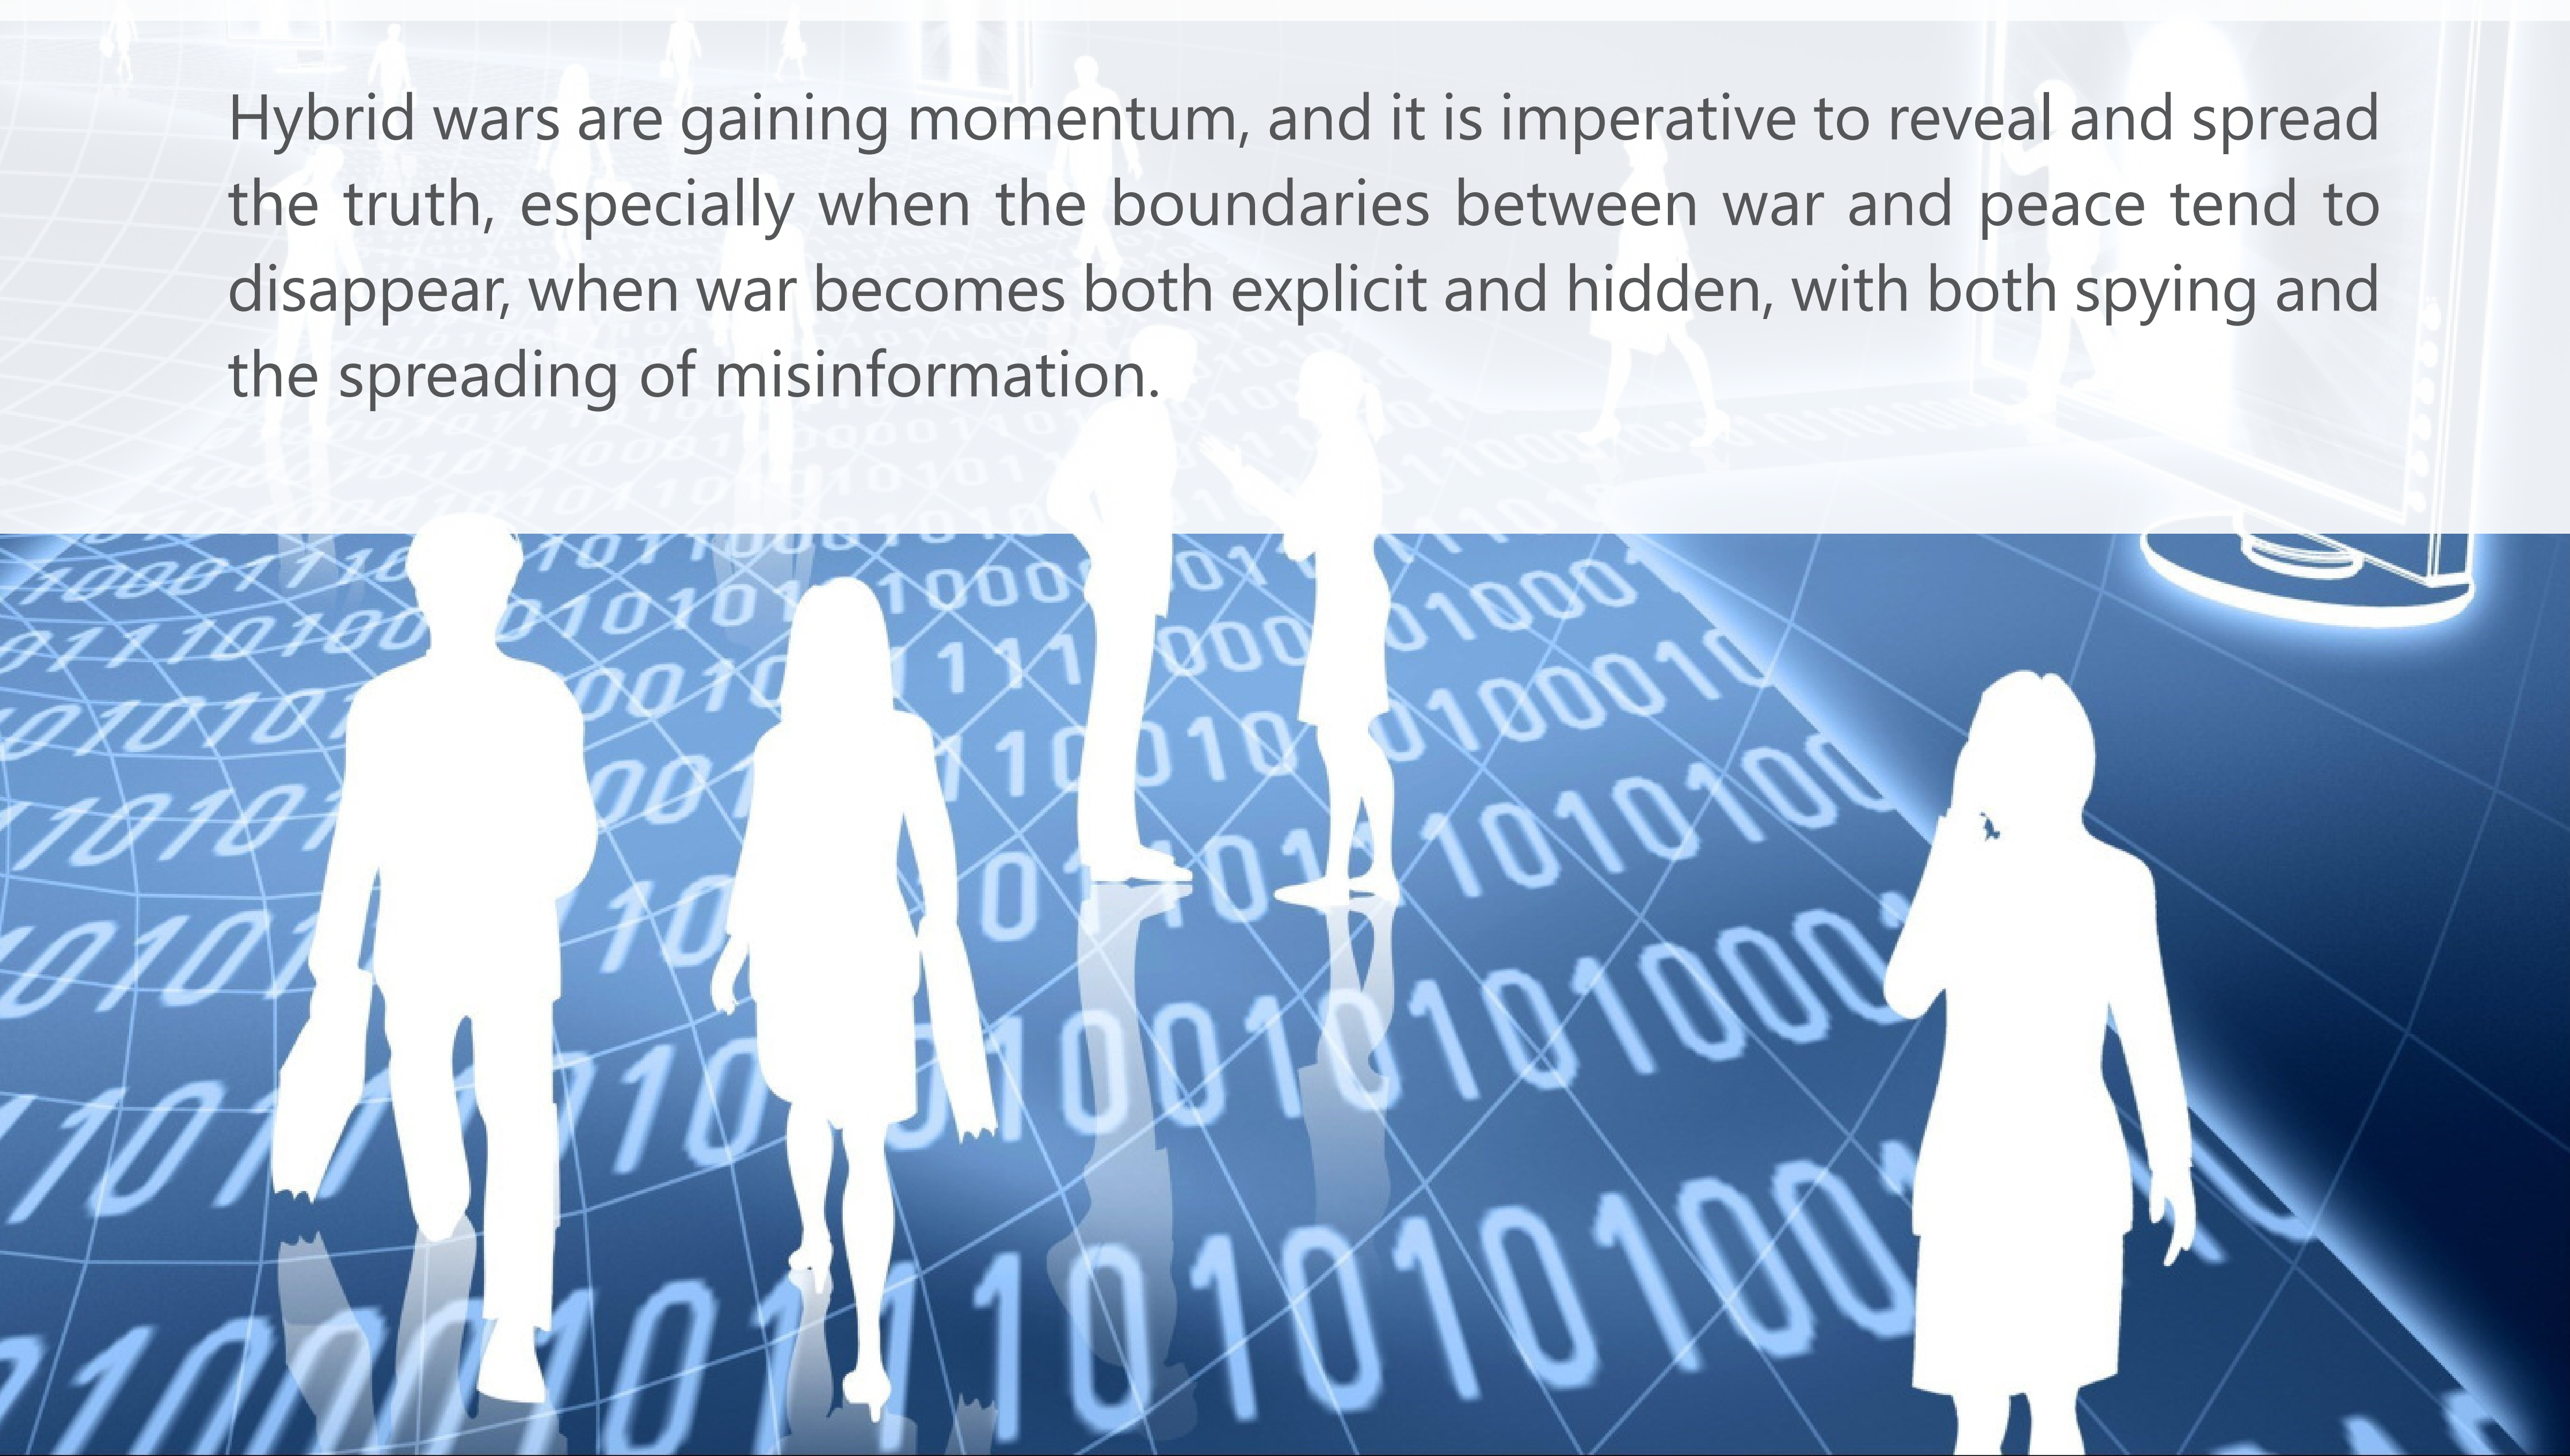 Hybrid wars are gaining momentum, and it is imperative to reveal and spread
the truth, especially when the boundaries between war and peace tend to
disappear, when war becomes both explicit and hidden, with both spying and
the spreading of misinformation.